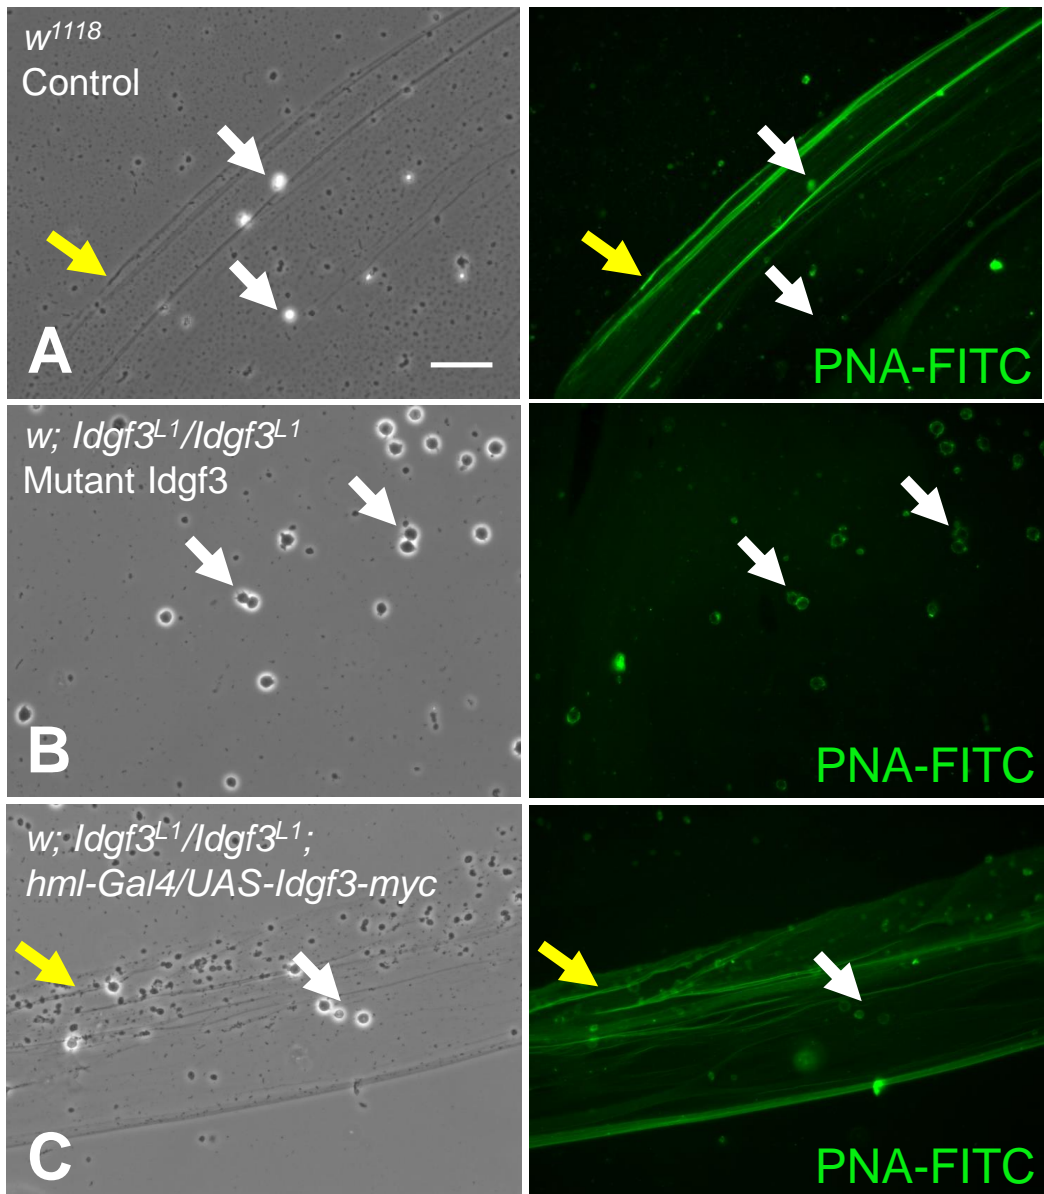 w1118
Control
A
PNA-FITC
w; Idgf3L1/Idgf3L1
Mutant Idgf3
B
PNA-FITC
w; Idgf3L1/Idgf3L1;
hml-Gal4/UAS-Idgf3-myc
C
PNA-FITC